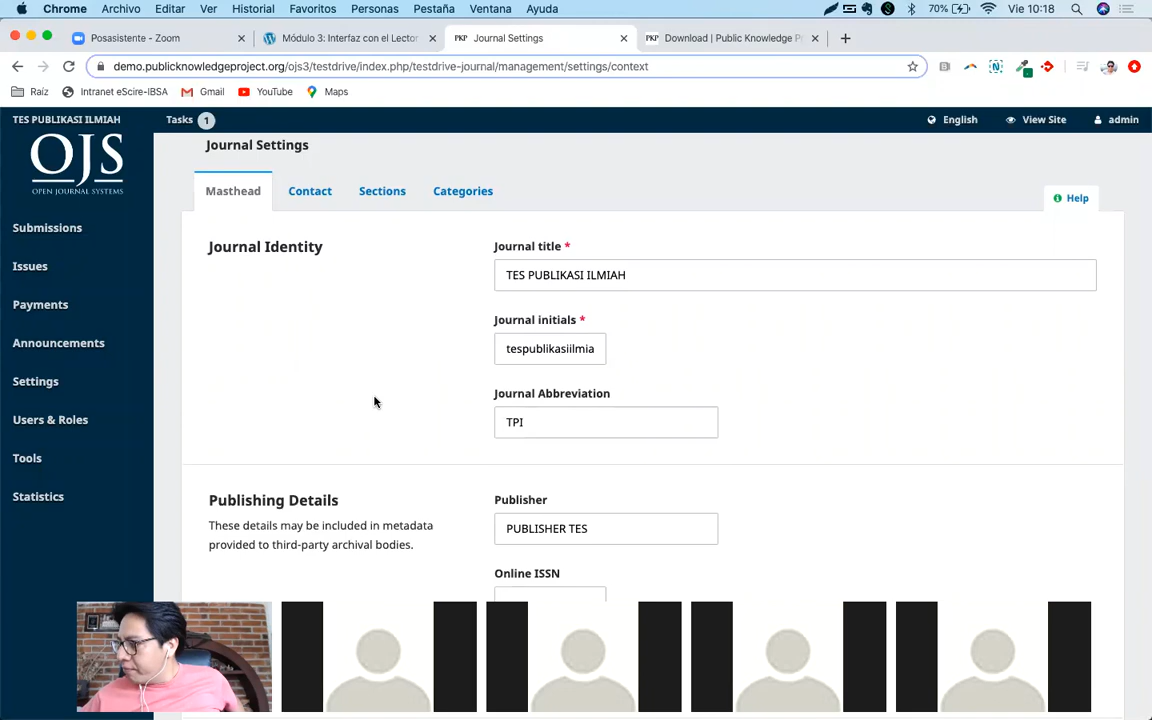 Chrome Archivo Editar Ver Historial Favoritos Personas Pestaña Ventana Ayuda 70% Vie 10:18
Posasistente - Zoom Módulo 3: Interfaz con el Lector PKP Journal Settings PKP Download | Public Knowledge P
demo.publicknowledgeproject.org/ojs3/testdrive/index.php/testdrive-journal/management/settings/context
Raíz Intranet eScire-IBSA Gmail YouTube Maps
TES PUBLIKASI ILMIAH Tasks 1 English View Site admin
OJS
OPEN JOURNAL SYSTEMS
Submissions
Issues
Payments
Announcements
Settings
Users & Roles
Tools
Statistics
Journal Settings
Masthead Contact Sections Categories
Help
Journal Identity
Journal title *
TES PUBLIKASI ILMIAH
Journal initials *
tespublikasiilmia
Journal Abbreviation
TPI
Publishing Details
These details may be included in metadata
provided to third-party archival bodies.
Publisher
PUBLISHER TES
Online ISSN